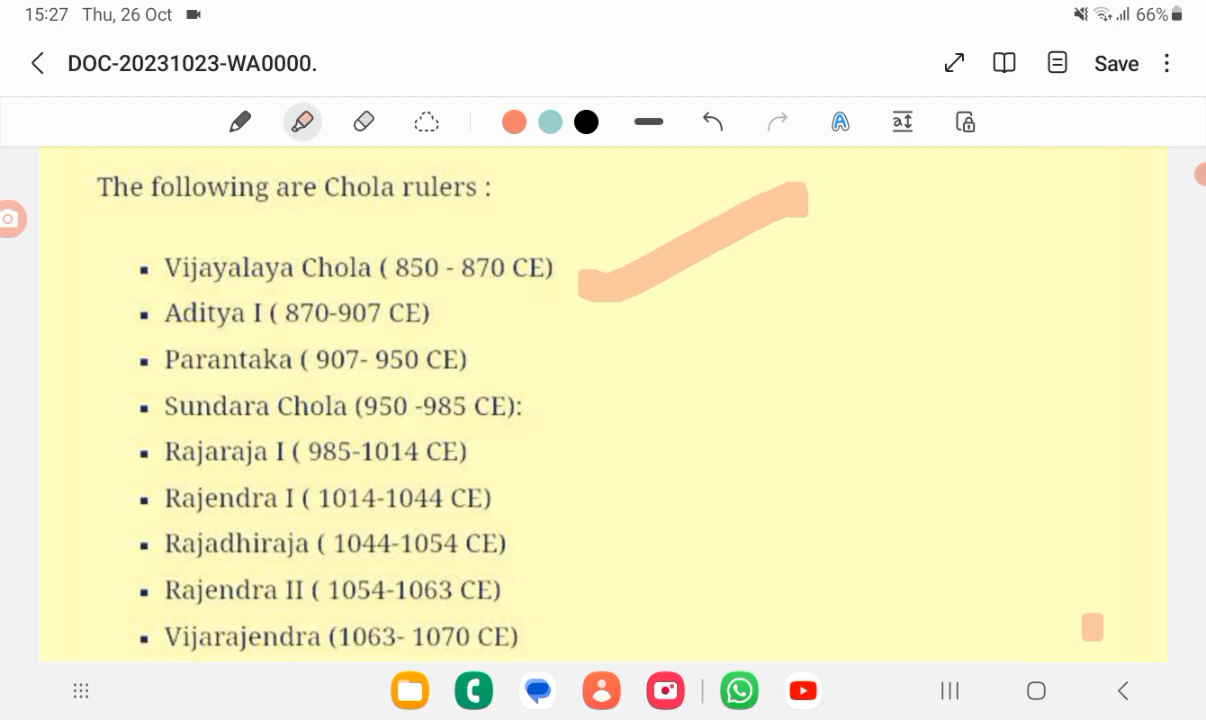 15:27 Thu, 26 Oct 66%
DOC-20231023-WA0000. Save
The following are Chola rulers :
▪ Vijayalaya Chola ( 850 - 870 CE)
▪ Aditya I ( 870-907 CE)
▪ Parantaka ( 907- 950 CE)
▪ Sundara Chola (950 -985 CE):
▪ Rajaraja I ( 985-1014 CE)
▪ Rajendra I ( 1014-1044 CE)
▪ Rajadhiraja ( 1044-1054 CE)
▪ Rajendra II ( 1054-1063 CE)
▪ Vijarajendra (1063- 1070 CE)